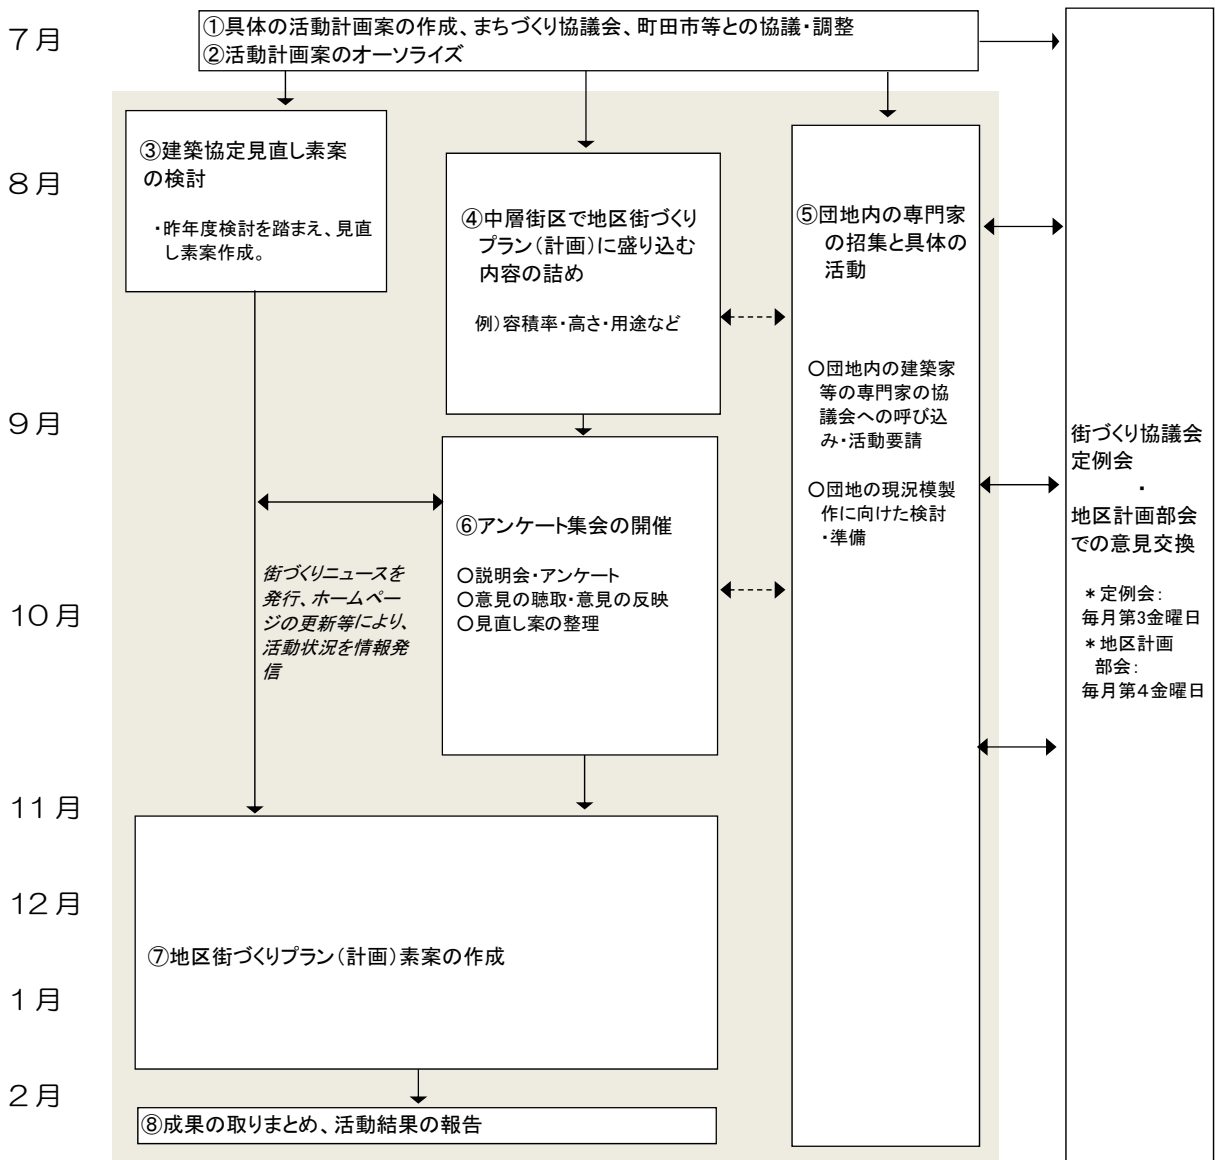 7月
①具体の活動計画案の作成、まちづくり協議会、町田市等との協議・調整
②活動計画案のオーソライズ
8月
③建築協定見直し素案
の検討
・昨年度検討を踏まえ、見直
し素案作成。
④中層街区で地区街づくり
プラン（計画）に盛り込む
内容の詰め
例）容積率・高さ・用途など
⑤団地内の専門家
の招集と具体の
活動
○団地内の建築家
等の専門家の協
議会への呼び込
み・活動要請
○団地の現況模製
作に向けた検討
・準備
9月
⑥アンケート集会の開催
○説明会・アンケート
○意見の聴取・意見の反映
○見直し案の整理
街づくりニュースを
発行、ホームペー
ジの更新等により、
活動状況を情報発
信
10月
街づくり協議会
定例会
・
地区計画部会
での意見交換
＊定例会：
毎月第3金曜日
＊地区計画
部会：
毎月第4金曜日
11月
12月
⑦地区街づくりプラン（計画）素案の作成
1月
2月
⑧成果の取りまとめ、活動結果の報告